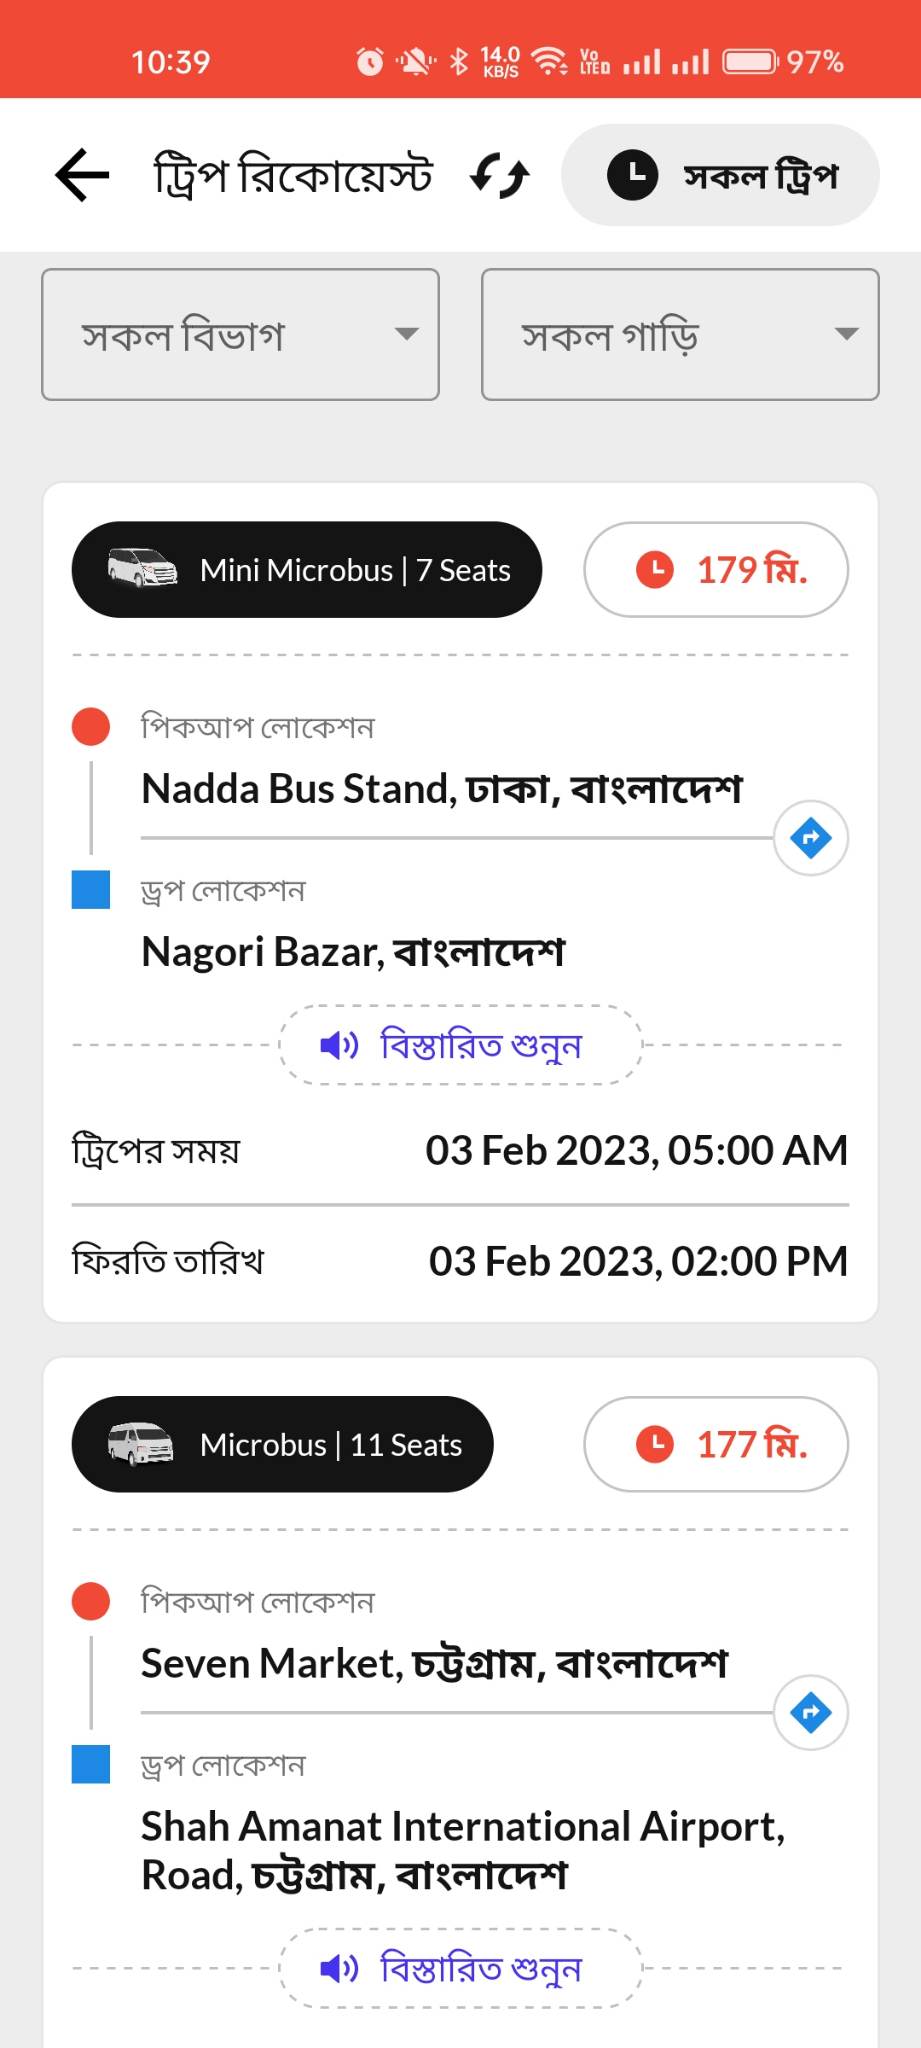 10:39 14.0 KB/S Vo LTED 97%
ট্রিপ রিকোয়েস্ট সকল ট্রিপ
সকল বিভাগ সকল গাড়ি
Mini Microbus | 7 Seats 179 মি.
পিকআপ লোকেশন
Nadda Bus Stand, ঢাকা, বাংলাদেশ
ড্রপ লোকেশন
Nagori Bazar, বাংলাদেশ
বিস্তারিত শুনুন
ট্রিপের সময় 03 Feb 2023, 05:00 AM
ফিরতি তারিখ 03 Feb 2023, 02:00 PM
Microbus | 11 Seats 177 মি.
পিকআপ লোকেশন
Seven Market, চট্টগ্রাম, বাংলাদেশ
ড্রপ লোকেশন
Shah Amanat International Airport,
Road, চট্টগ্রাম, বাংলাদেশ
বিস্তারিত শুনুন